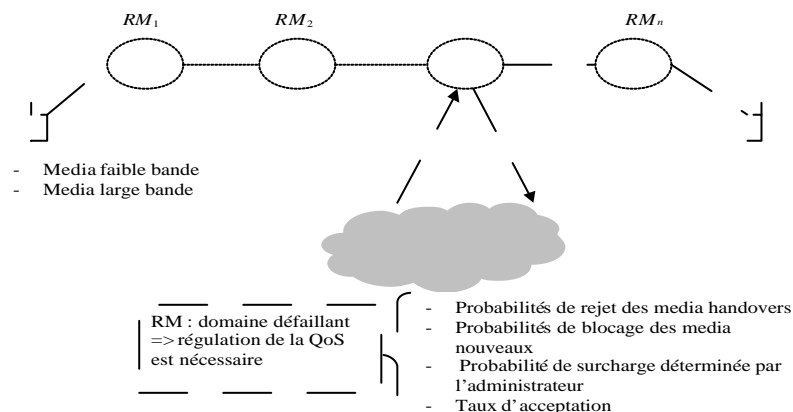 RM1 RM2 RMn
- Media faible bande
- Media large bande
RM : domaine défaillant
=> régulation de la QoS
est nécessaire
- Probabilités de rejet des media handovers
- Probabilités de blocage des media
nouveaux
- Probabilité de surcharge déterminée par
l'administrateur
- Taux d'acceptation